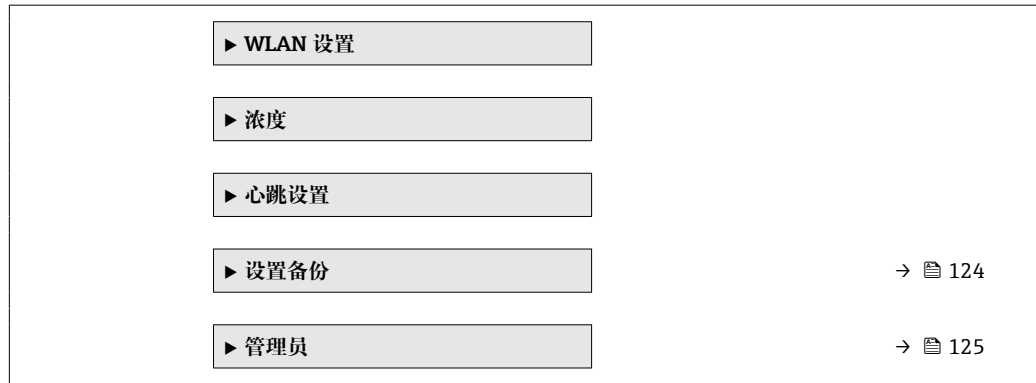 ▶ WLAN 设置
▶ 浓度
▶ 心跳设置
▶ 设置备份 → 124
▶ 管理员 → 125